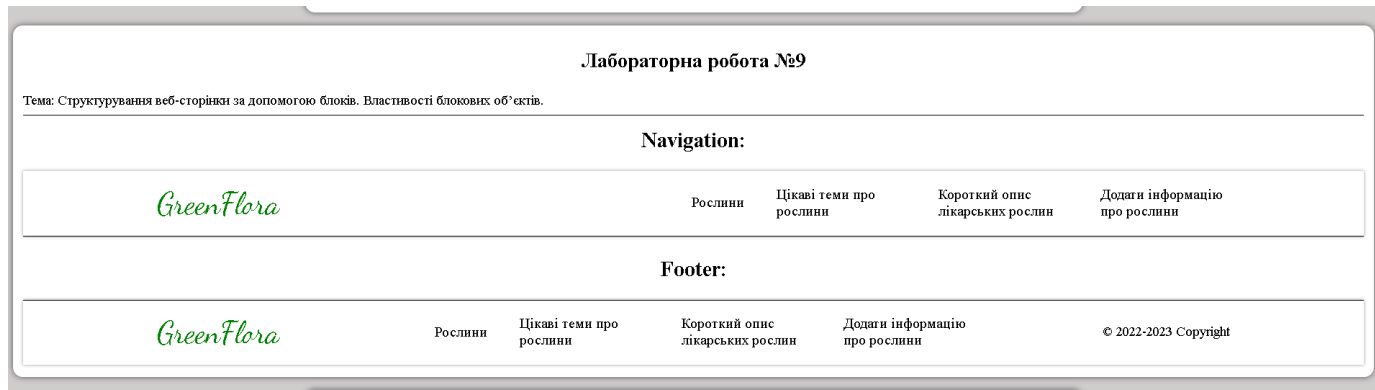 Лабораторна робота №9
Тема: Структурування веб-сторінки за допомогою блоків. Властивості блокових об’єктів.
Navigation:
GreenFlora
Рослини
Цікаві теми про
рослини
Короткий опис
лікарських рослин
Додати інформацію
про рослини
Footer:
GreenFlora
Рослини
Цікаві теми про
рослини
Короткий опис
лікарських рослин
Додати інформацію
про рослини
© 2022-2023 Copyright